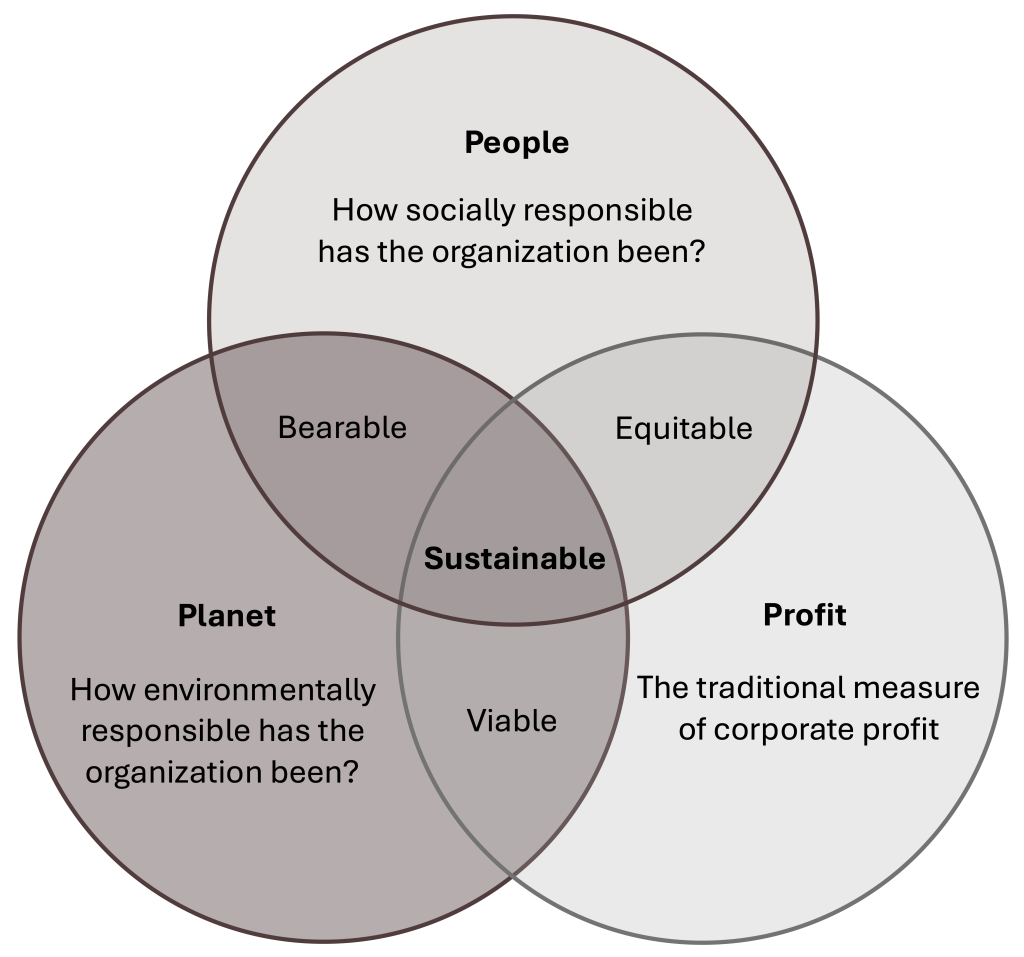 People
How socially responsible
has the organization been?
Bearable
Equitable
Sustainable
Planet
How environmentally
responsible has the
organization been?
Profit
The traditional measure
of corporate profit
Viable